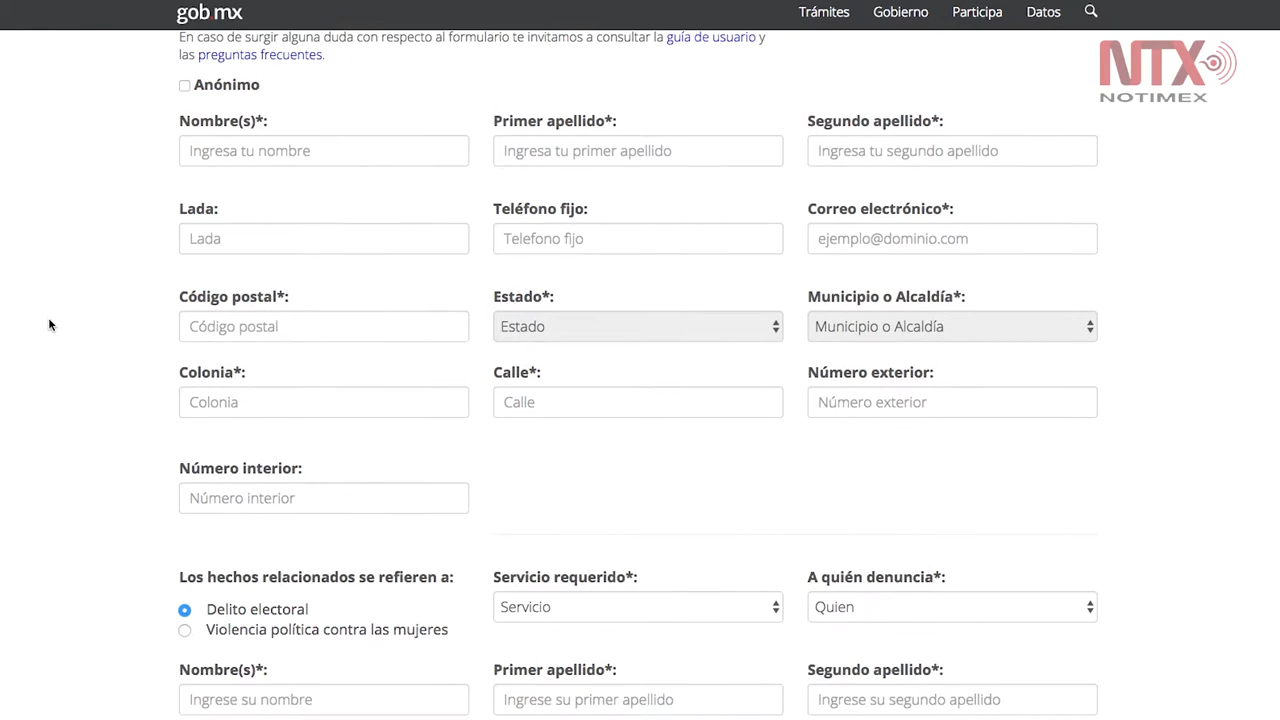 gob.mx
Trámites Gobierno Participa Datos
En caso de surgir alguna duda con respecto al formulario te invitamos a consultar la guía de usuario y
las preguntas frecuentes.
NTX
NOTIMEX
Anónimo
Nombre(s)*: Primer apellido*: Segundo apellido*:
Ingresa tu nombre Ingresa tu primer apellido Ingresa tu segundo apellido
Lada: Teléfono fijo: Correo electrónico*:
Lada Telefono fijo ejemplo@dominio.com
Código postal*: Estado*: Municipio o Alcaldía*:
Código postal Estado Municipio o Alcaldía
Colonia*: Calle*: Número exterior:
Colonia Calle Número exterior
Número interior:
Número interior
Los hechos relacionados se refieren a: Servicio requerido*: A quién denuncia*:
Delito electoral Servicio Quien
Violencia política contra las mujeres
Nombre(s)*: Primer apellido*: Segundo apellido*:
Ingrese su nombre Ingrese su primer apellido Ingrese su segundo apellido